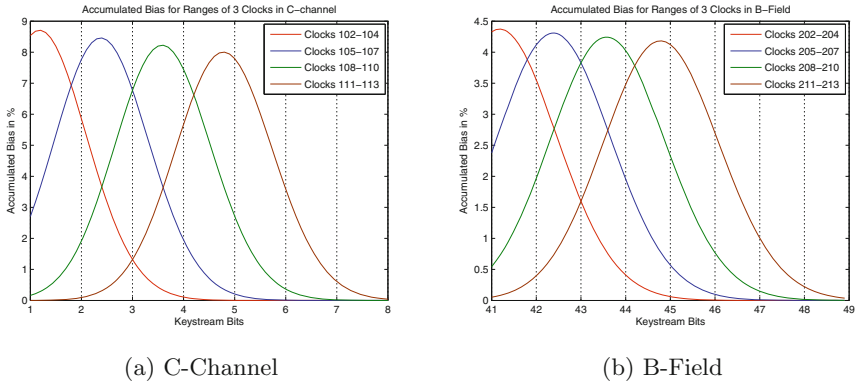 Accumulated Bias for Ranges of 3 Clocks in C−channel
Accumulated Bias in %
9
8
7
6
5
4
3
2
1
0
1 2 3 4 5 6 7 8
Keystream Bits
Clocks 102−104
Clocks 105−107
Clocks 108−110
Clocks 111−113
(a) C-Channel
Accumulated Bias for Ranges of 3 Clocks in B−Field
Accumulated Bias in %
4.5
4
3.5
3
2.5
2
1.5
1
0.5
0
41 42 43 44 45 46 47 48 49
Keystream Bits
Clocks 202−204
Clocks 205−207
Clocks 208−210
Clocks 211−213
(b) B-Field